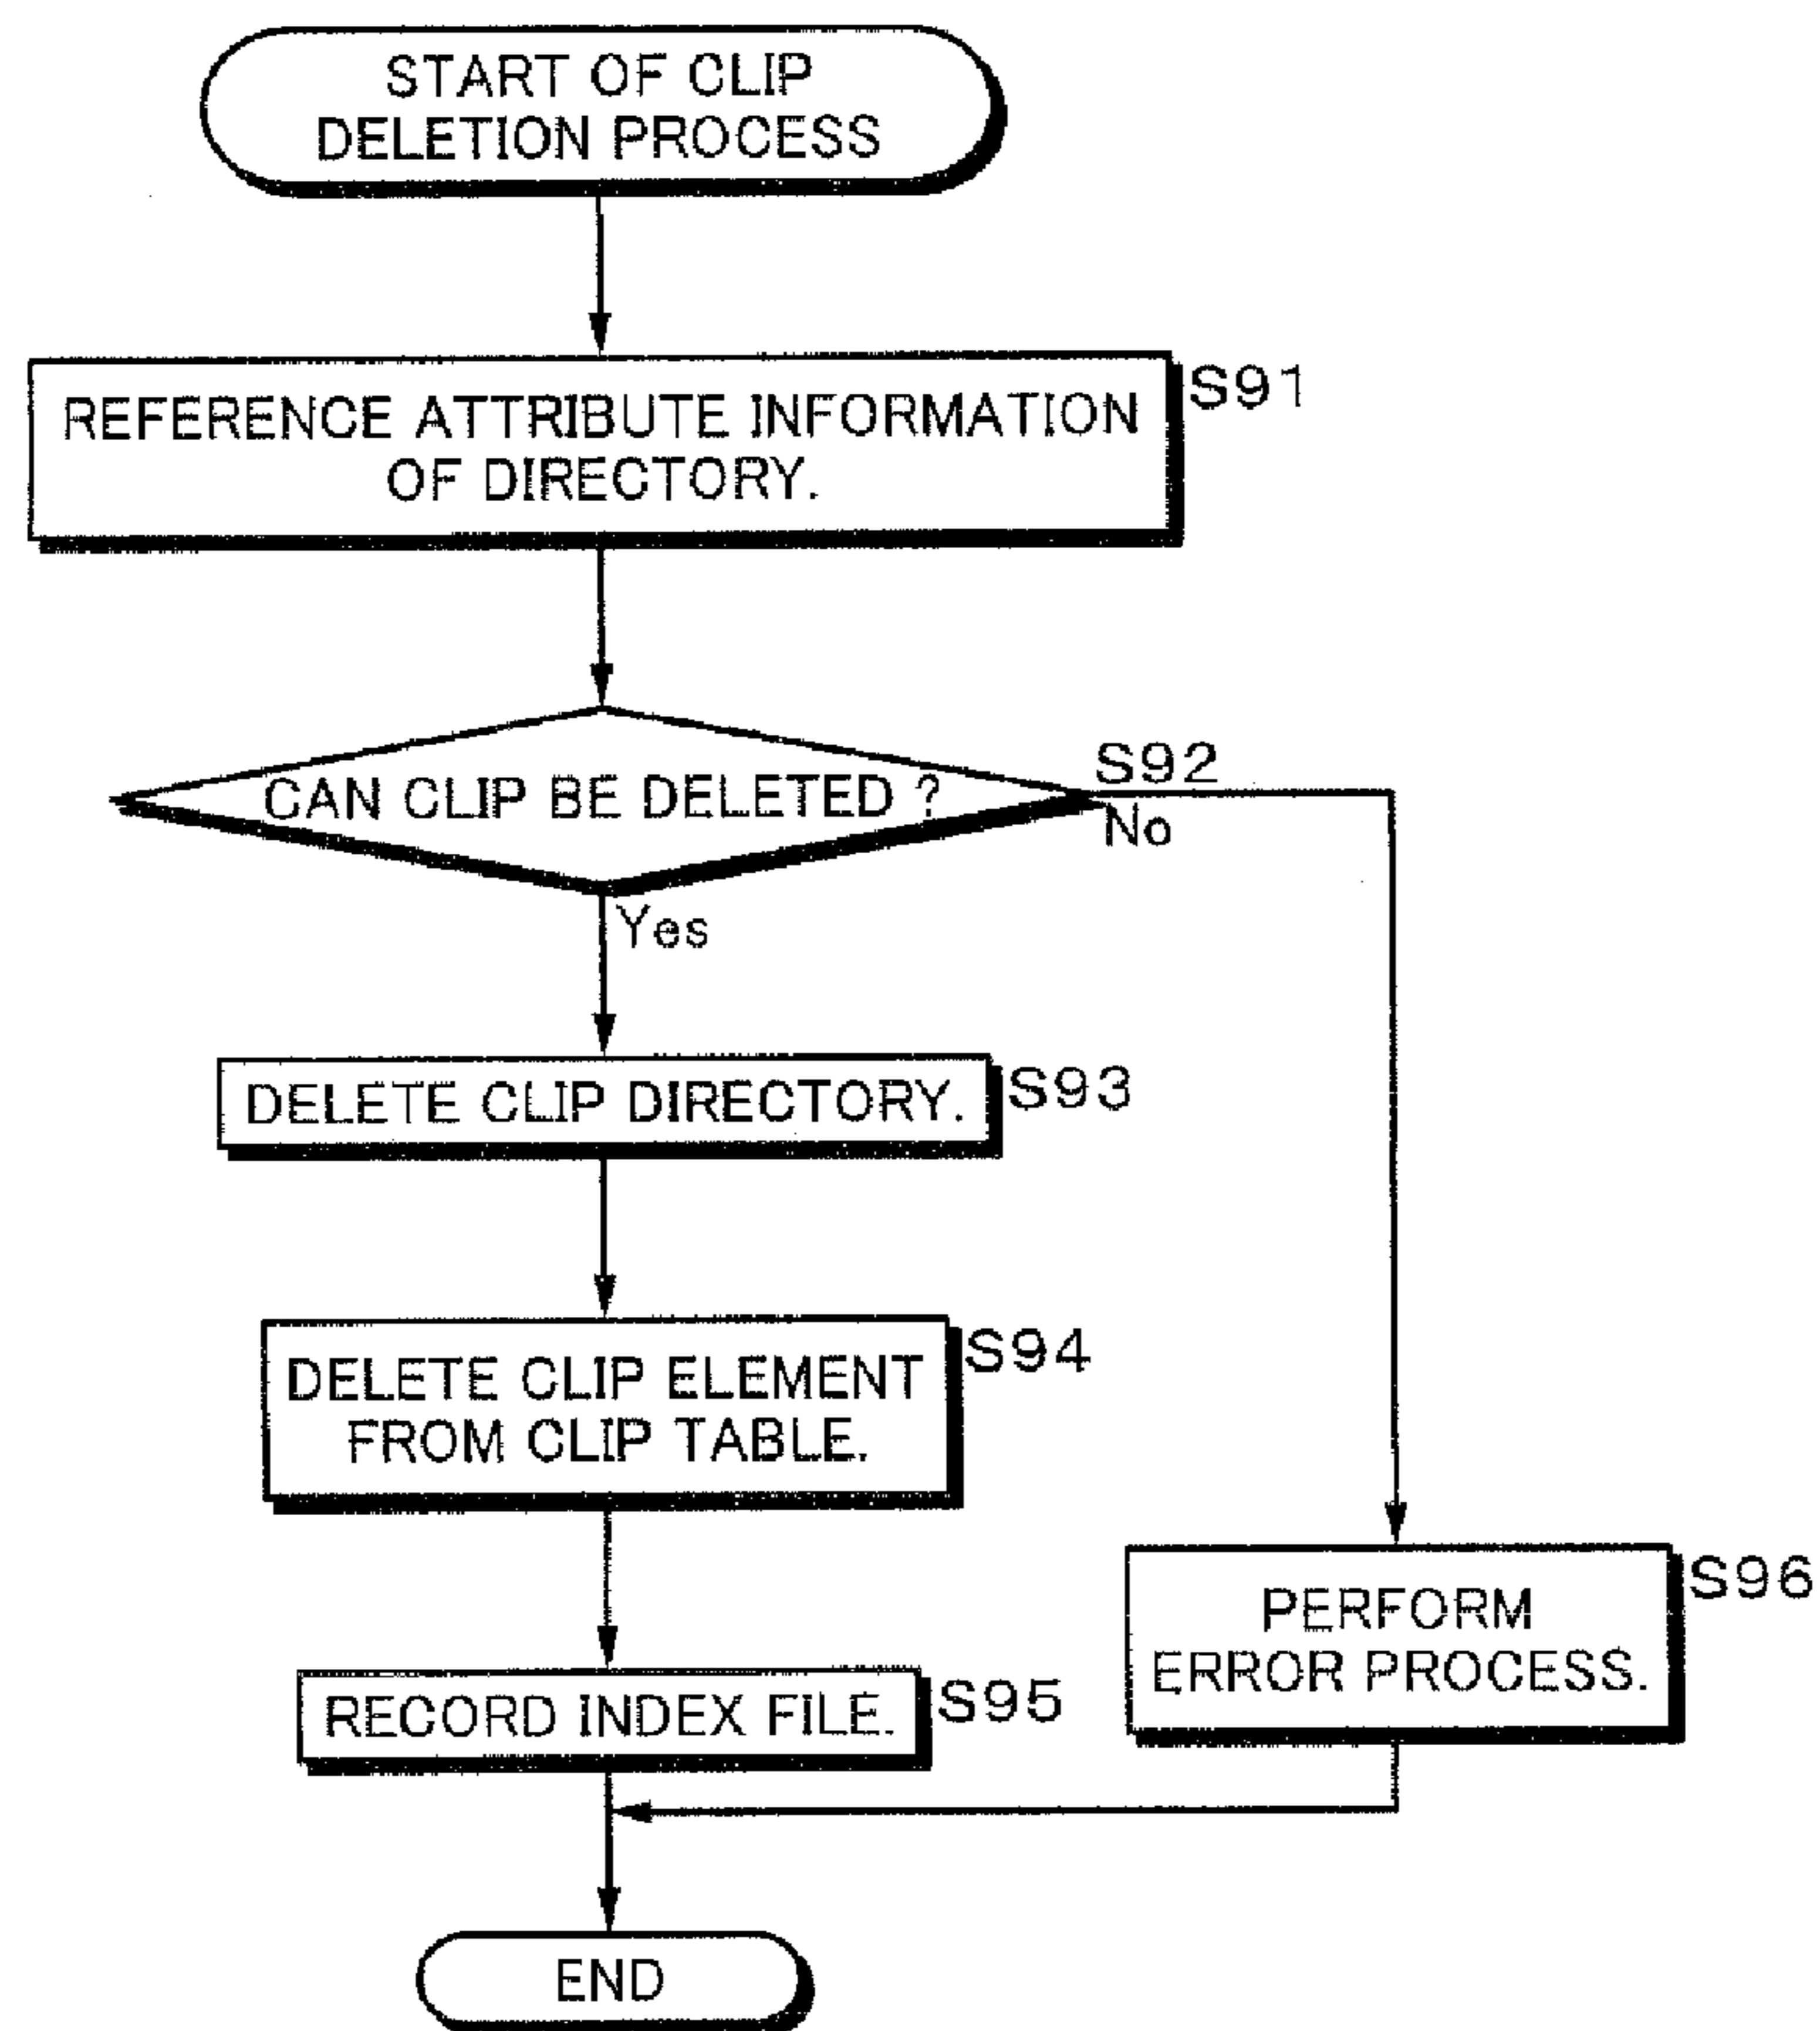 START OF CLIP
DELETION PROCESS
REFERENCE ATTRIBUTE INFORMATION
OF DIRECTORY.
S91
CAN CLIP BE DELETED ?
S92
No
Yes
DELETE CLIP DIRECTORY.
S93
DELETE CLIP ELEMENT
FROM CLIP TABLE.
S94
RECORD INDEX FILE.
S95
PERFORM
ERROR PROCESS.
S96
END